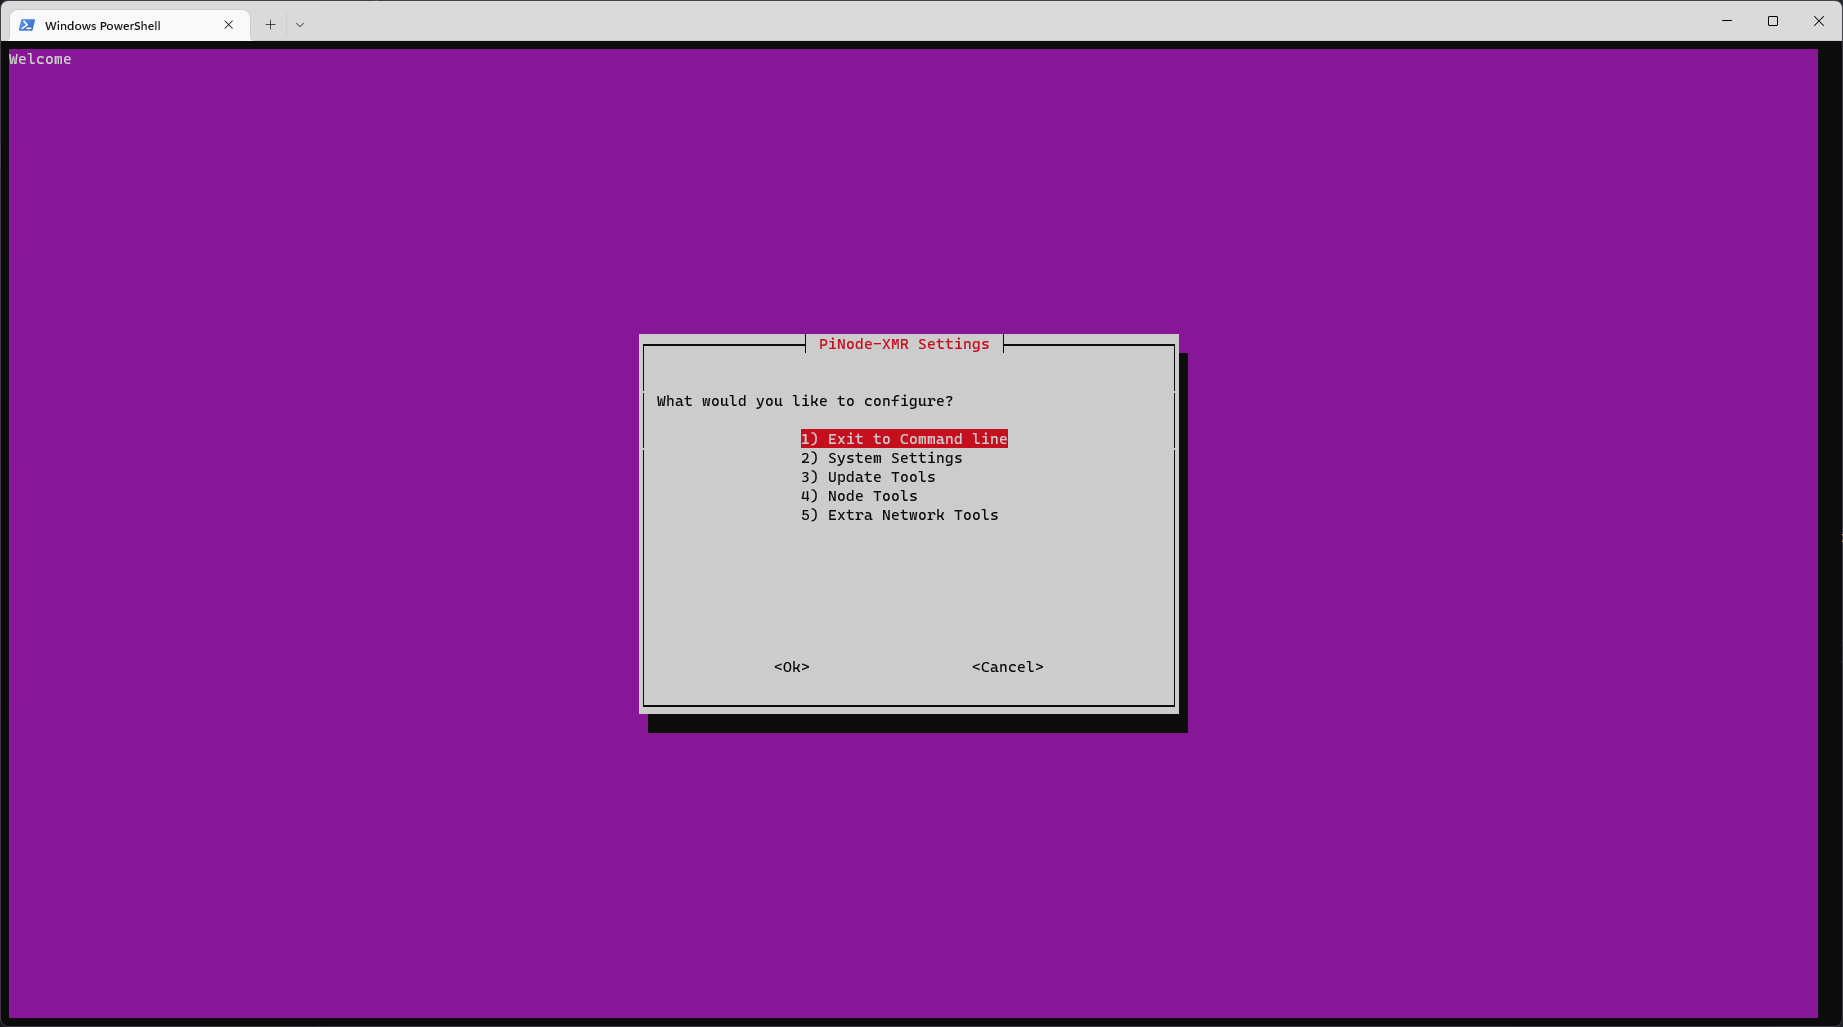 Windows PowerShell
Welcome
PiNode-XMR Settings
What would you like to configure?
1) Exit to Command line
2) System Settings
3) Update Tools
4) Node Tools
5) Extra Network Tools
<Ok> <Cancel>